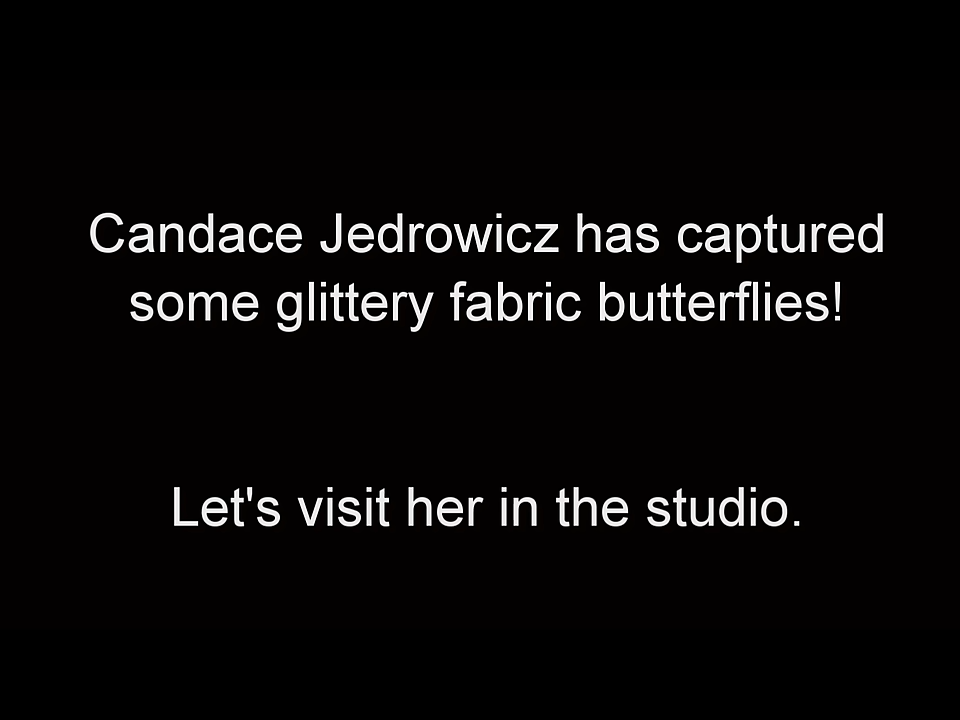 Candace Jedrowicz has captured
some glittery fabric butterflies!
Let's visit her in the studio.